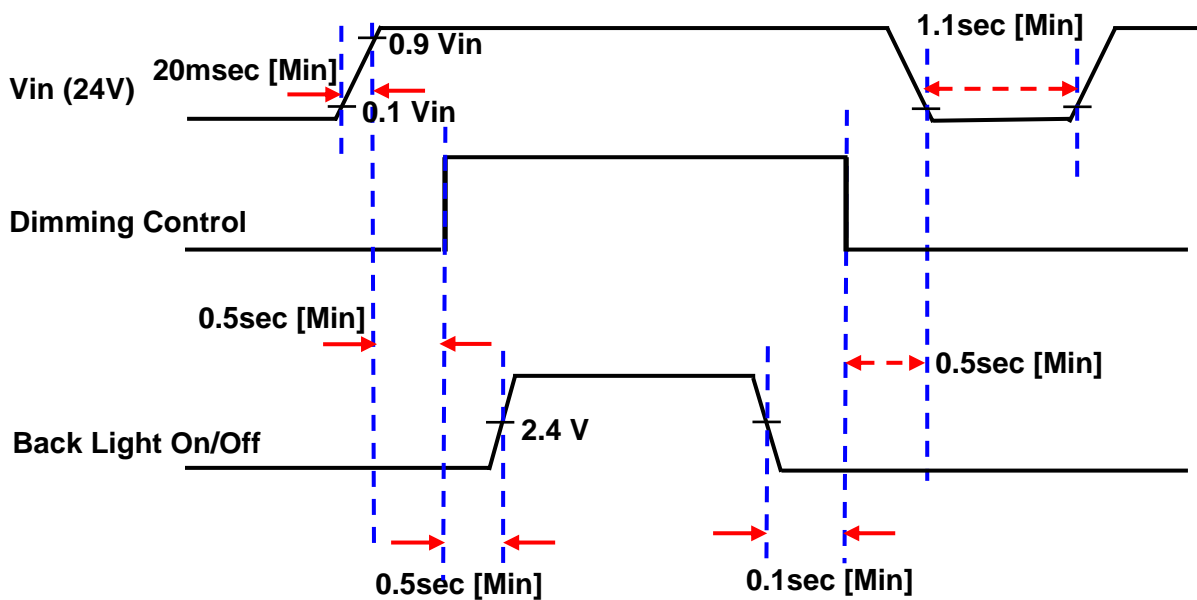 1.1sec [Min]
0.9 Vin
20msec [Min]
Vin (24V)
0.1 Vin
Dimming Control
0.5sec [Min]
0.5sec [Min]
2.4 V
Back Light On/Off
0.5sec [Min]
0.1sec [Min]